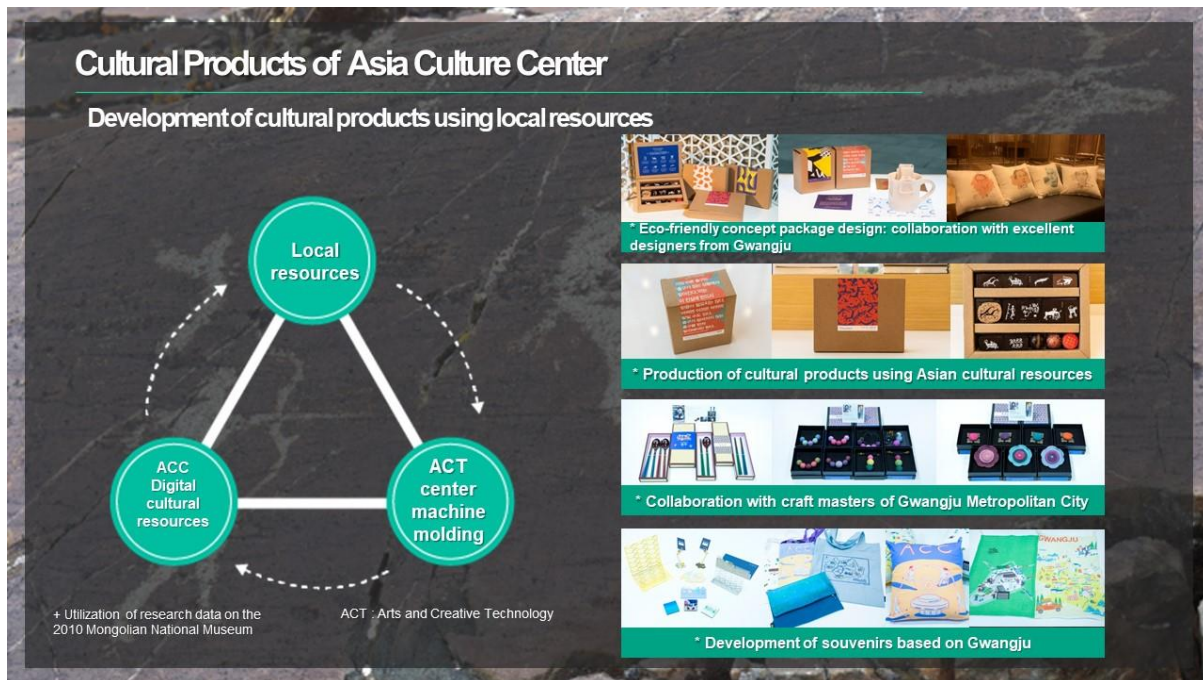 Cultural Products of Asia Culture Center
Development of cultural products using local resources
Local
resources
ACC
Digital
cultural
resources
ACT
center
machine
molding
+ Utilization of research data on the
2010 Mongolian National Museum
ACT : Arts and Creative Technology
* Eco-friendly concept package design: collaboration with excellent
designers from Gwangju
* Production of cultural products using Asian cultural resources
* Collaboration with craft masters of Gwangju Metropolitan City
ACC
GWANGJU
* Development of souvenirs based on Gwangju